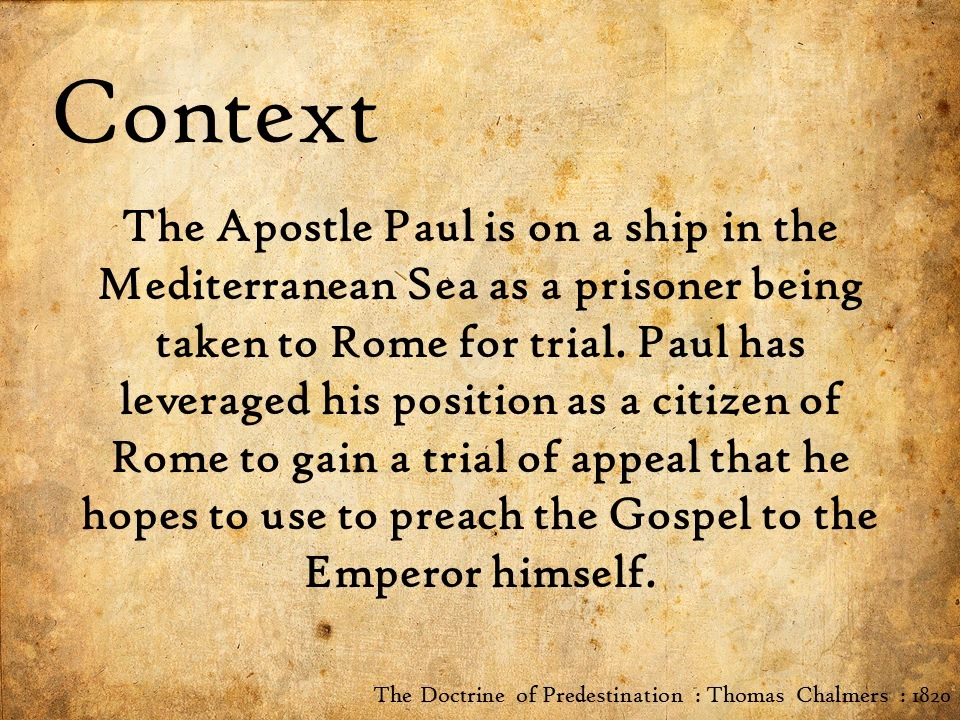 Context
The Apostle Paul is on a ship in the
Mediterranean Sea as a prisoner being
taken to Rome for trial. Paul has
leveraged his position as a citizen of
Rome to gain a trial of appeal that he
hopes to use to preach the Gospel to the
Emperor himself.
The Doctrine of Predestination : Thomas Chalmers : 1820